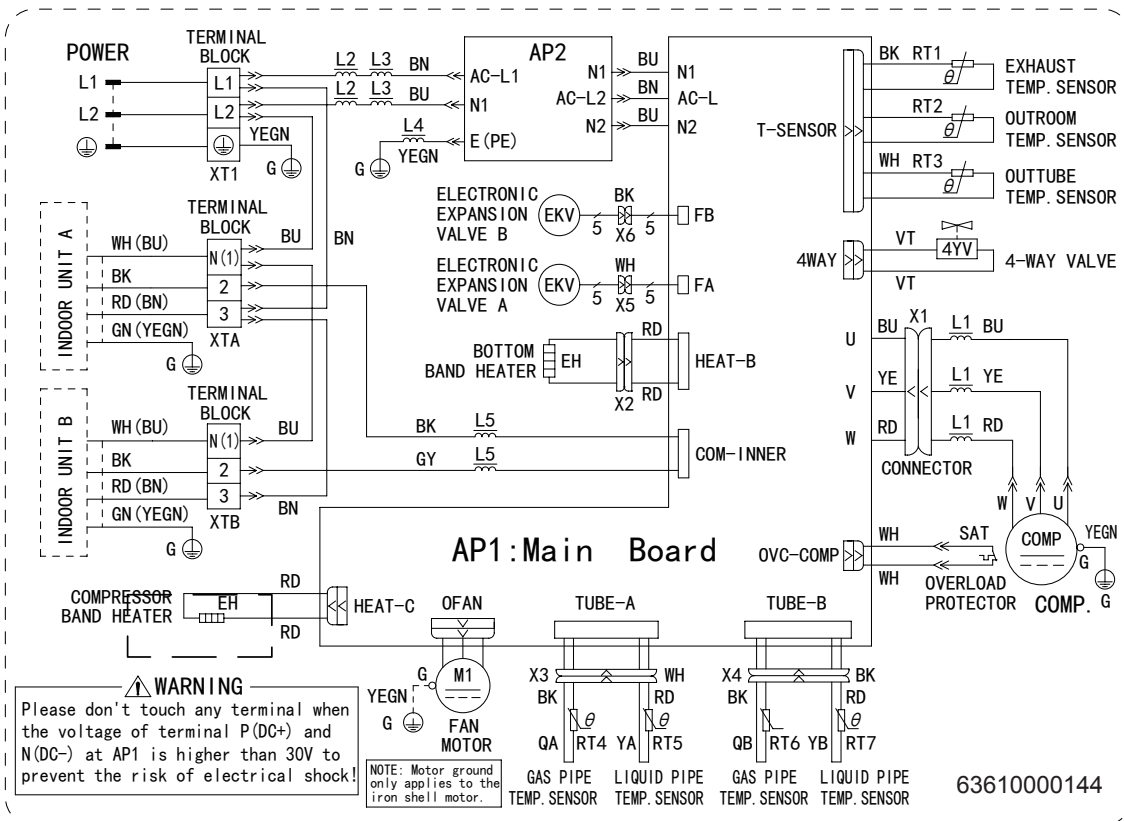 POWER
L1
L2
TERMINAL
BLOCK
L1
L2
XT1
YEGN
G
L2 L3 BN
L2 L3 BU
L4
YEGN
G
AP2
AC-L1
N1
E(PE)
N1
AC-L2
N2
BU
BN
BU
N1
AC-L
N2
T-SENSOR
BK RT1
θ
EXHAUST
TEMP. SENSOR
RT2
θ
OUTROOM
TEMP. SENSOR
WH RT3
θ
OUTTUBE
TEMP. SENSOR
INDOOR UNIT A
WH(BU)
BK
RD(BN)
GN(YEGN)
G
TERMINAL
BLOCK
N(1)
2
3
XTA
BU
BN
ELECTRONIC
EXPANSION
VALVE B
EKV
5
BK
X6
5
FB
ELECTRONIC
EXPANSION
VALVE A
EKV
5
WH
X5
5
FA
4WAY
VT
VT
4YV
4-WAY VALVE
BOTTOM
BAND HEATER
EH
X2
RD
RD
HEAT-B
U
V
W
BU
YE
RD
X1
CONNECTOR
L1 BU
L1 YE
L1 RD
INDOOR UNIT B
WH(BU)
BK
RD(BN)
GN(YEGN)
G
TERMINAL
BLOCK
N(1)
2
3
XTB
BU
BN
BK L5
GY L5
COM-INNER
W V U
COMP
YEGN
G
G
COMP.
AP1:Main Board
OVC-COMP
WH
WH
SAT
OVERLOAD
PROTECTOR
COMPRESSOR
BAND HEATER
EH
RD
RD
HEAT-C
OFAN
M1
G
YEGN
G
FAN
MOTOR
TUBE-A
X3
WH
BK
RD
θ
QA RT4 YA RT5
GAS PIPE
TEMP. SENSOR
LIQUID PIPE
TEMP. SENSOR
TUBE-B
X4
BK
BK
RD
θ
QB RT6 YB RT7
GAS PIPE
TEMP. SENSOR
LIQUID PIPE
TEMP. SENSOR
WARNING
Please don't touch any terminal when
the voltage of terminal P(DC+) and
N(DC-) at AP1 is higher than 30V to
prevent the risk of electrical shock!
NOTE: Motor ground
only applies to the
iron shell motor.
63610000144